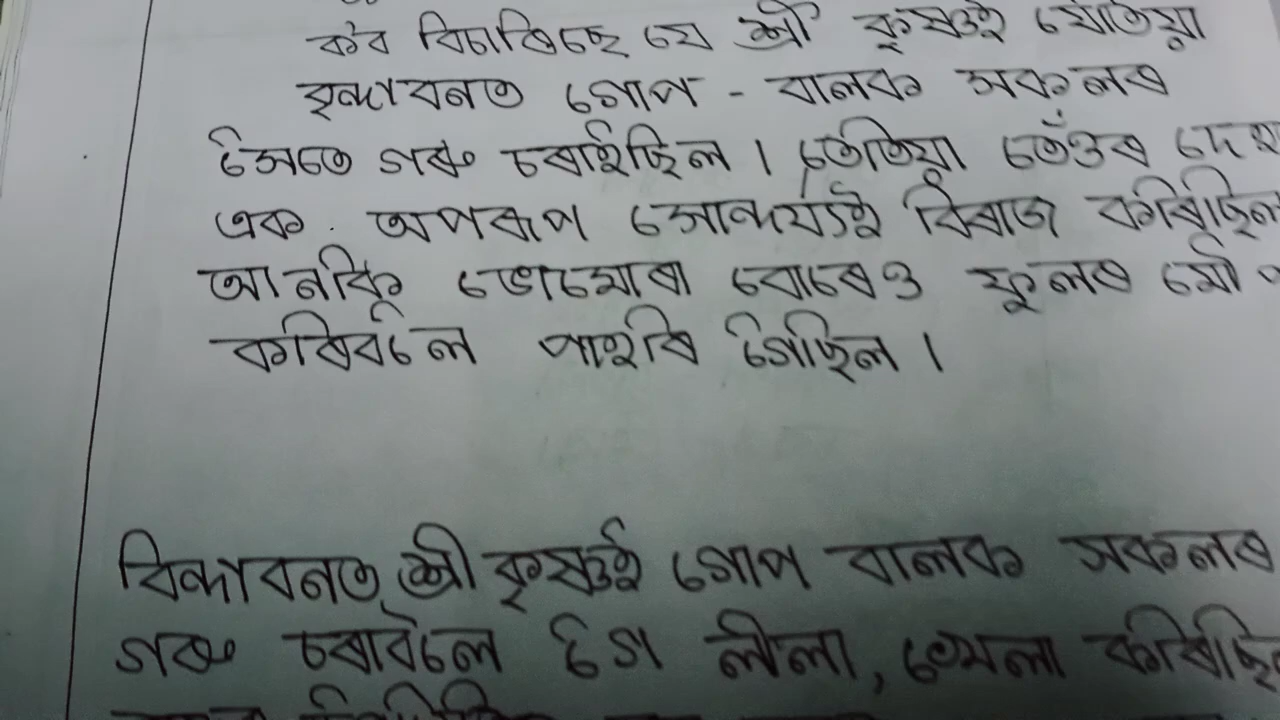 কব বিচাৰিছে যে শ্ৰী কৃষ্ণই যেতিয়া
বৃন্দাবনত গোপ - বালক সকলৰ
সৈতে গৰু চৰাইছিল । তেতিয়া তেঁওৰ
এক অপৰূপ সোন্দৰ্য্যই বিৰাজ কৰিছিল
আনকি ভোমোৰা বোৰেও ফুলৰ মৌ
কৰিবলৈ পাহৰি গৈছিল ।
বিন্দাবনত শ্ৰী কৃষ্ণই গোপ বালক সকলৰ
গৰু চৰাবলৈ গৈ লীলা, খেলা কৰিছিল